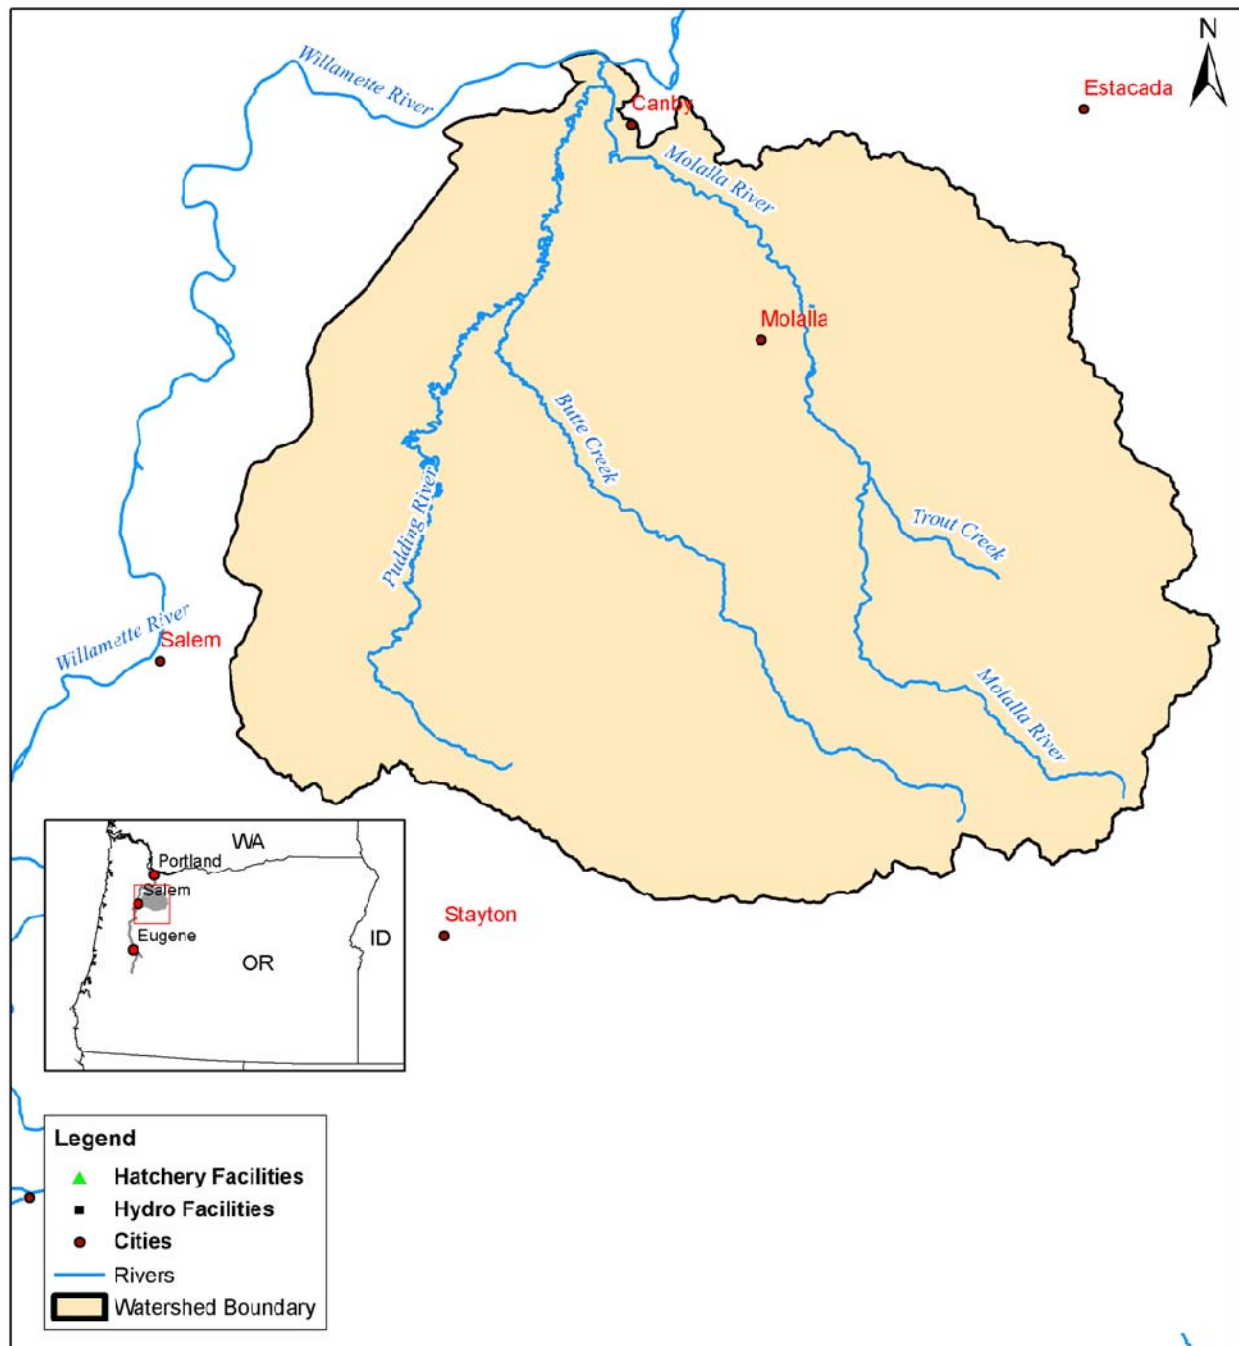 N
Willamette River
Estacada
Canby
Molalla River
Molalla
Butte Creek
Pudding River
Trout Creek
Willamette River
Salem
Molalla River
WA
Portland
Salem
Eugene
OR
ID
Stayton
Legend
Hatchery Facilities
Hydro Facilities
Cities
Rivers
Watershed Boundary